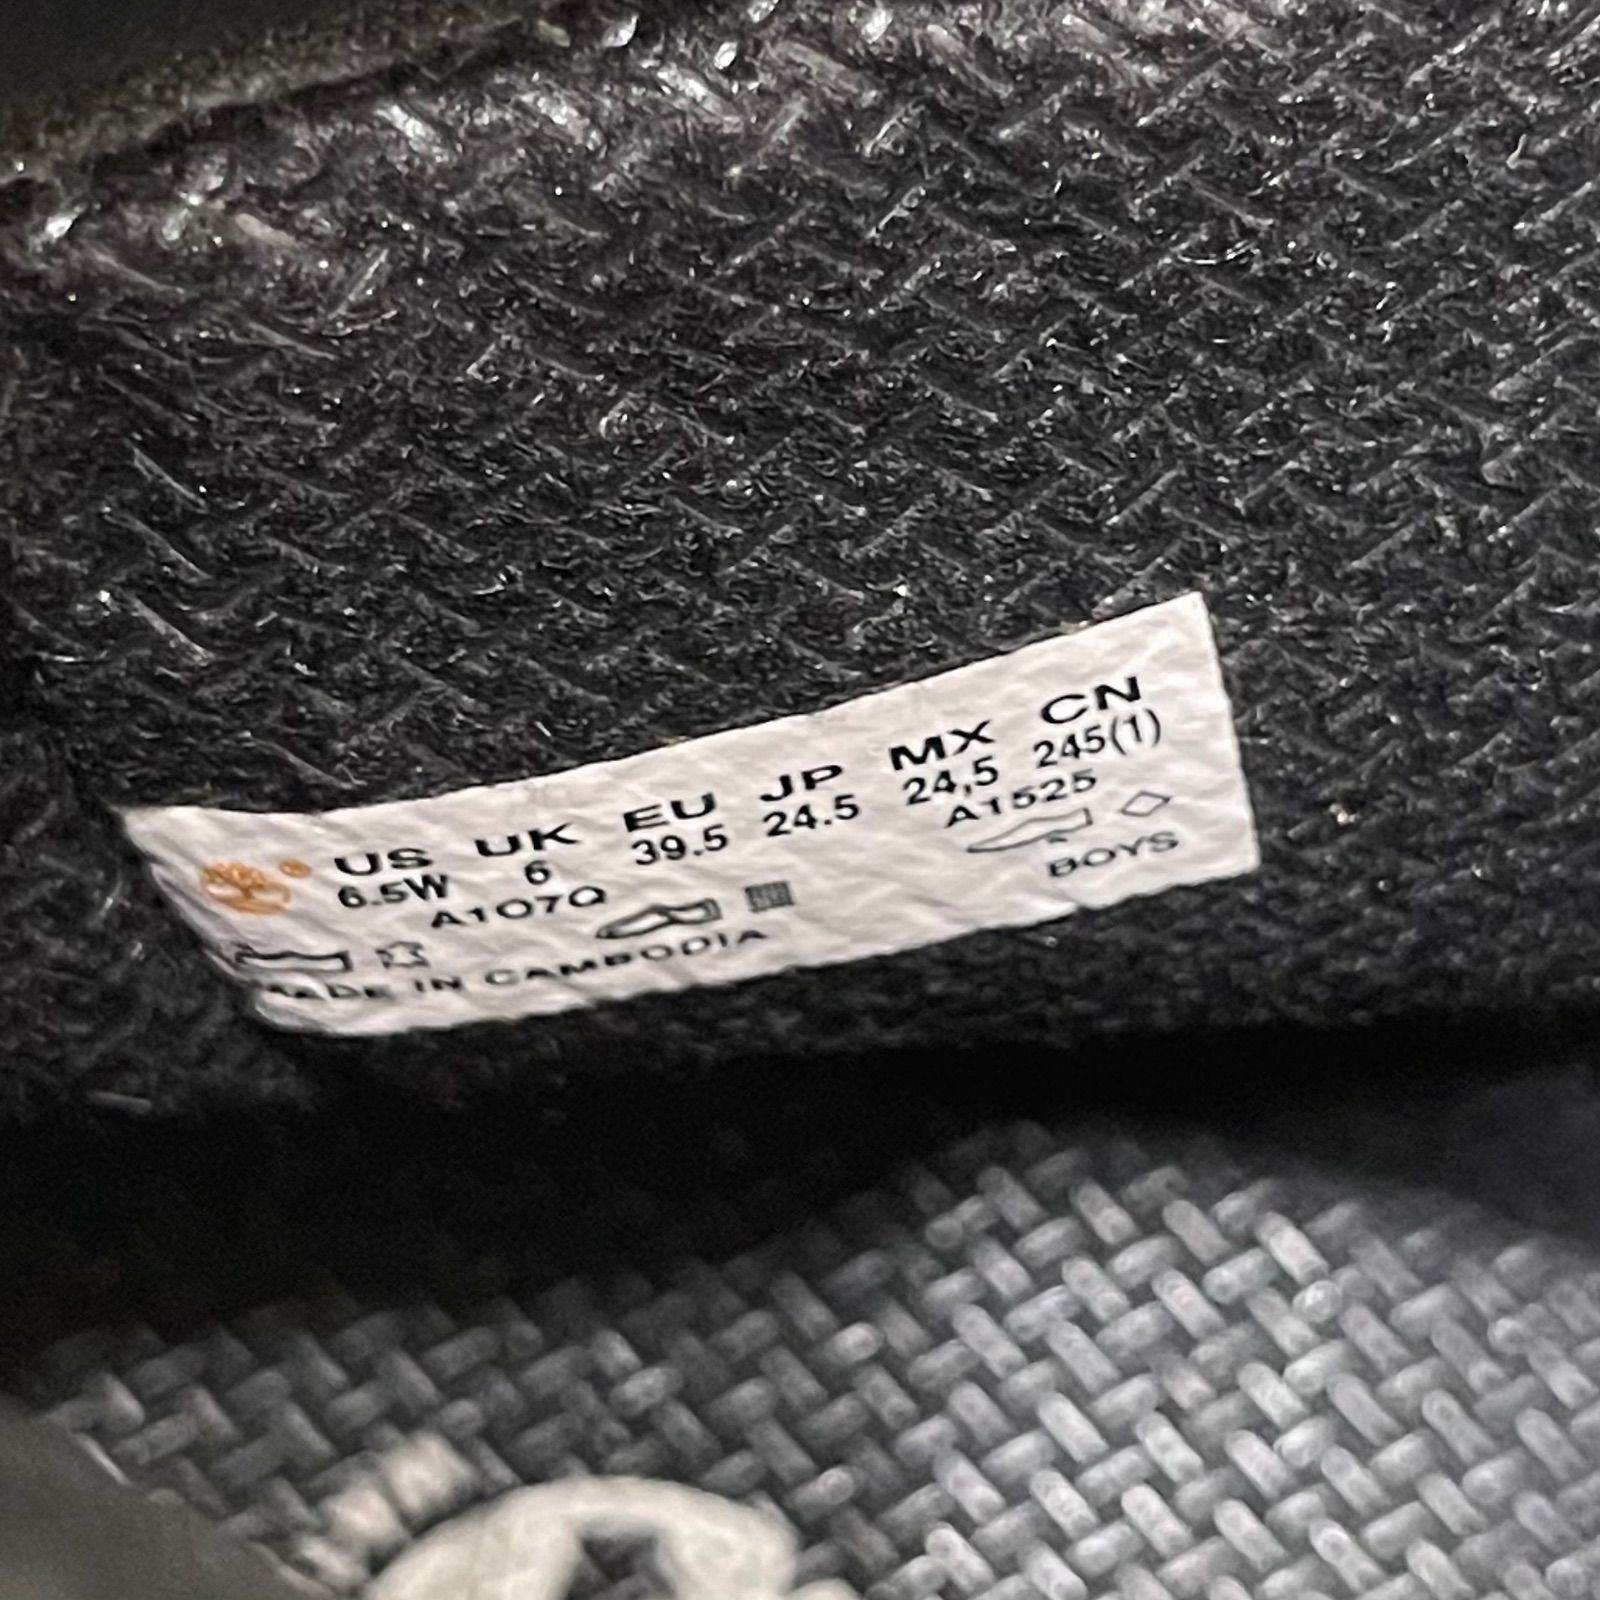 US UK EU JP MX CN
6.5W 6 39.5 24.5 24,5 245(1)
A107Q A1525
MADE IN CAMBODIA BOYS